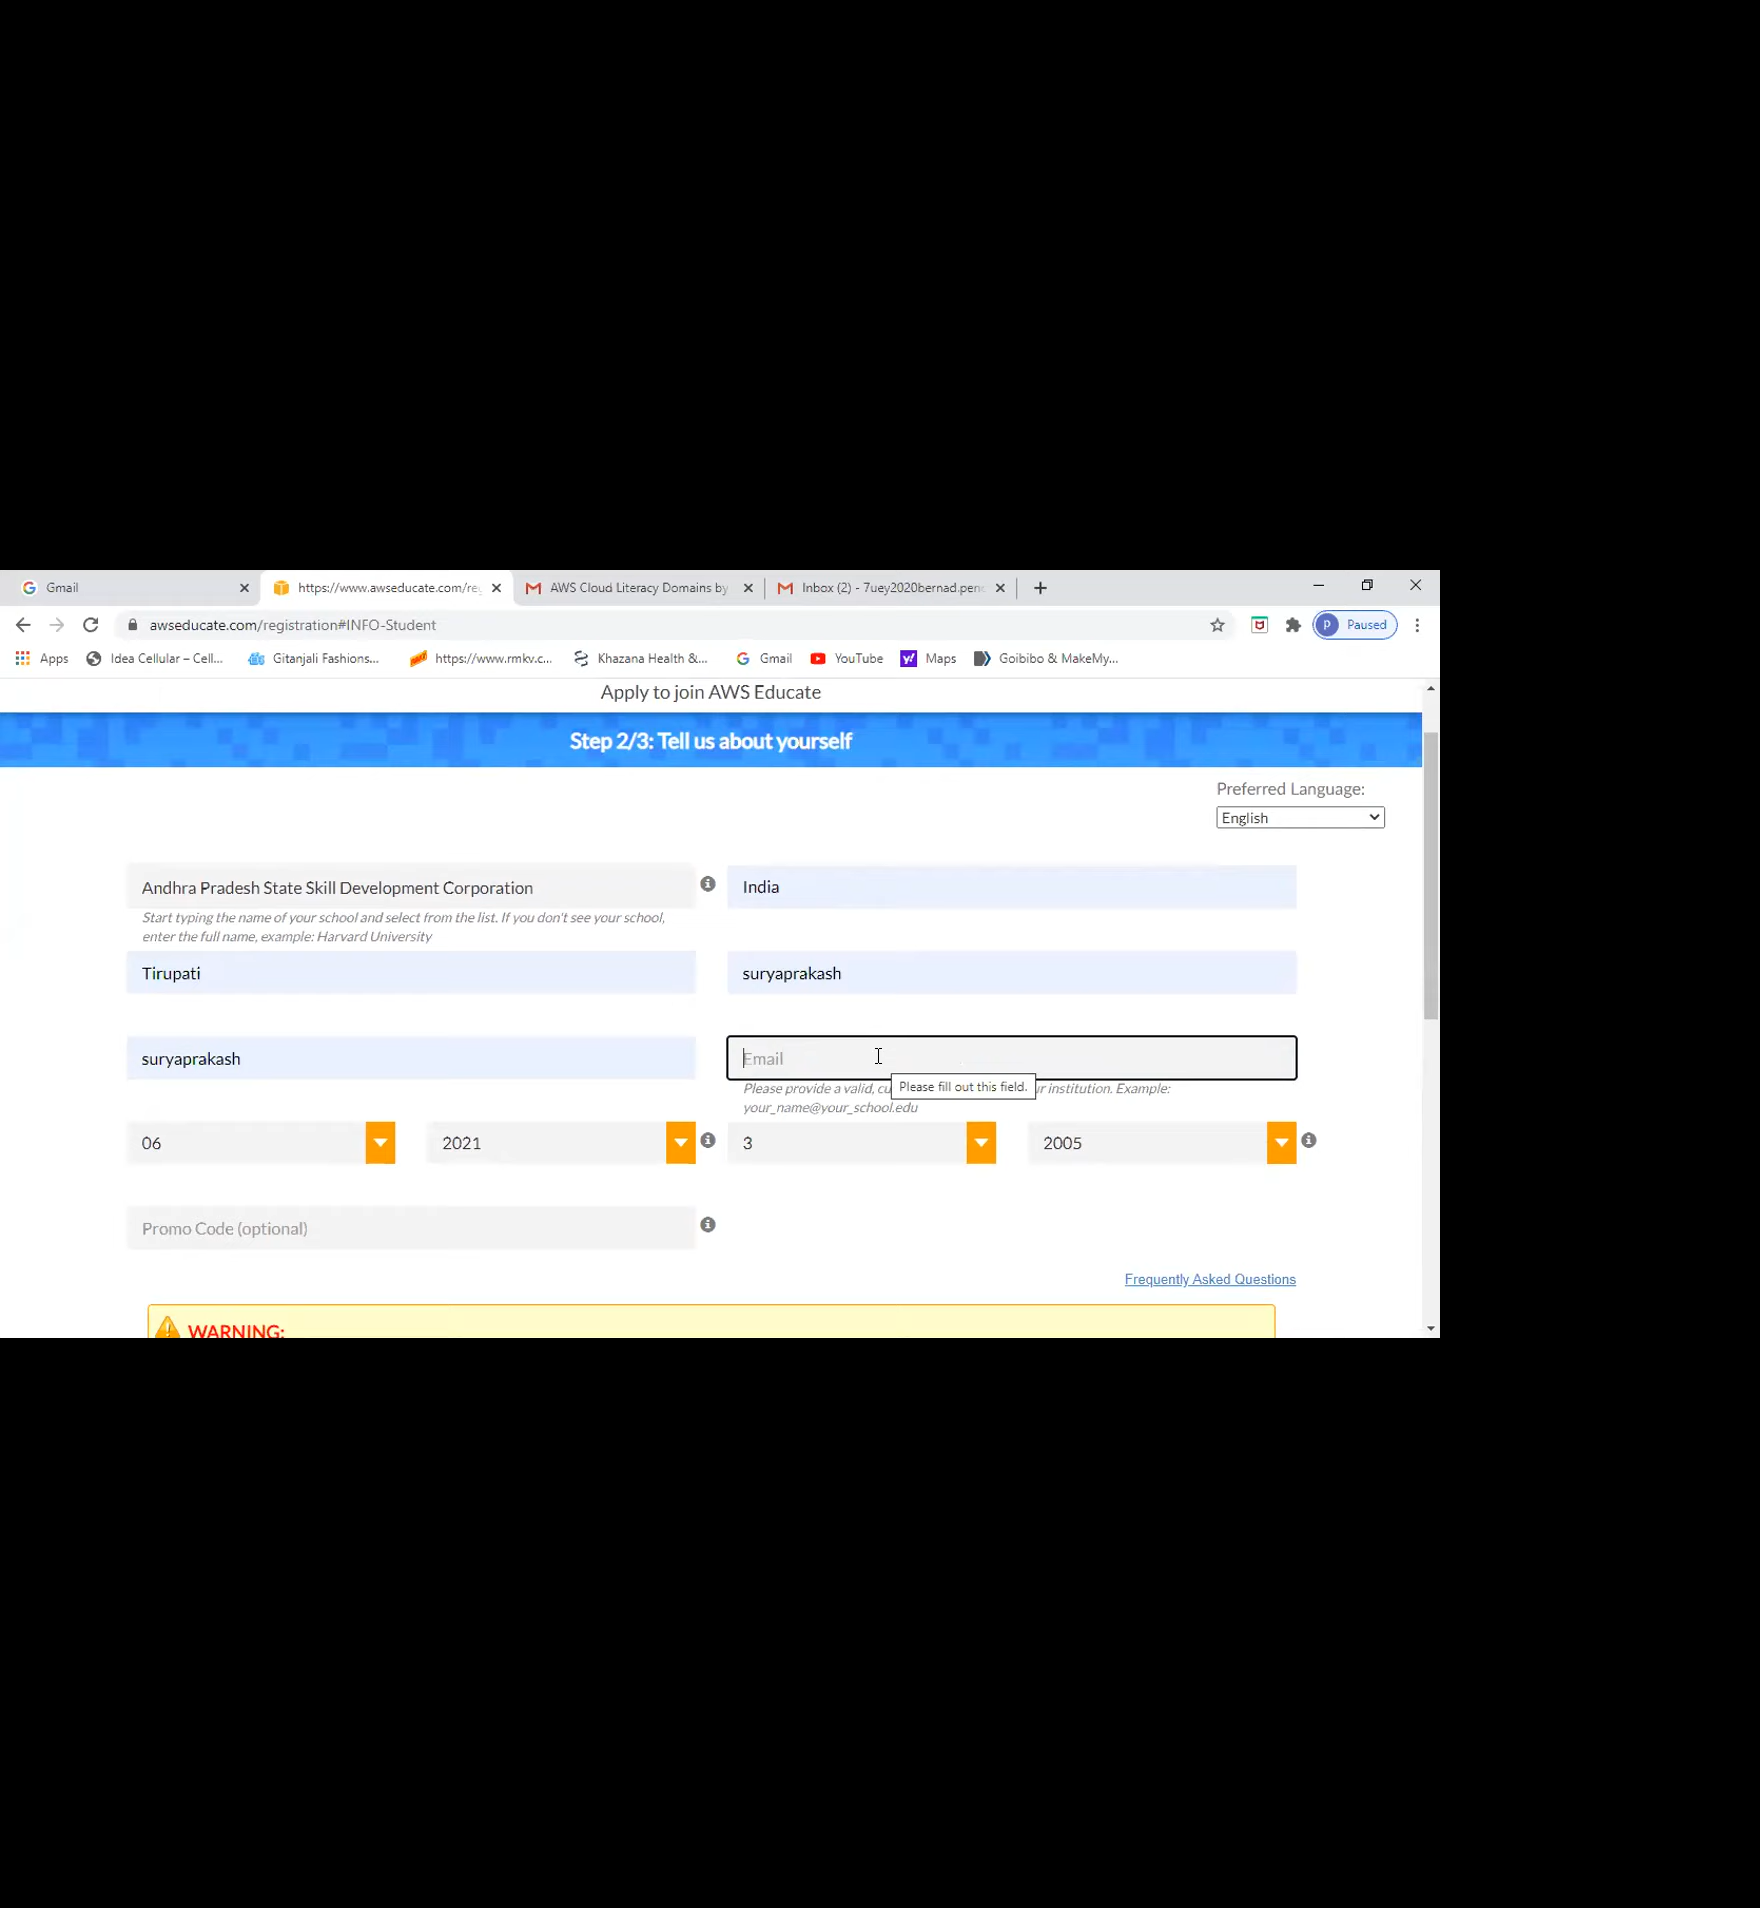 Gmail
https://www.awseducate.com/re
AWS Cloud Literacy Domains by
Inbox (2) - 7uey2020bernad.pen
awseducate.com/registration#INFO-Student
P Paused
Apps
Idea Cellular – Cell...
Gitanjali Fashions...
https://www.rmkv.c...
Khazana Health &...
Gmail
YouTube
Maps
Goibibo & MakeMy...
Apply to join AWS Educate
Step 2/3: Tell us about yourself
Preferred Language:
English
Andhra Pradesh State Skill Development Corporation
India
Start typing the name of your school and select from the list. If you don't see your school,
enter the full name, example: Harvard University
Tirupati
suryaprakash
suryaprakash
Email
Please provide a valid, cu
Please fill out this field.
institution. Example:
your_name@your_school.edu
06
2021
3
2005
Promo Code (optional)
Frequently Asked Questions
WARNING: